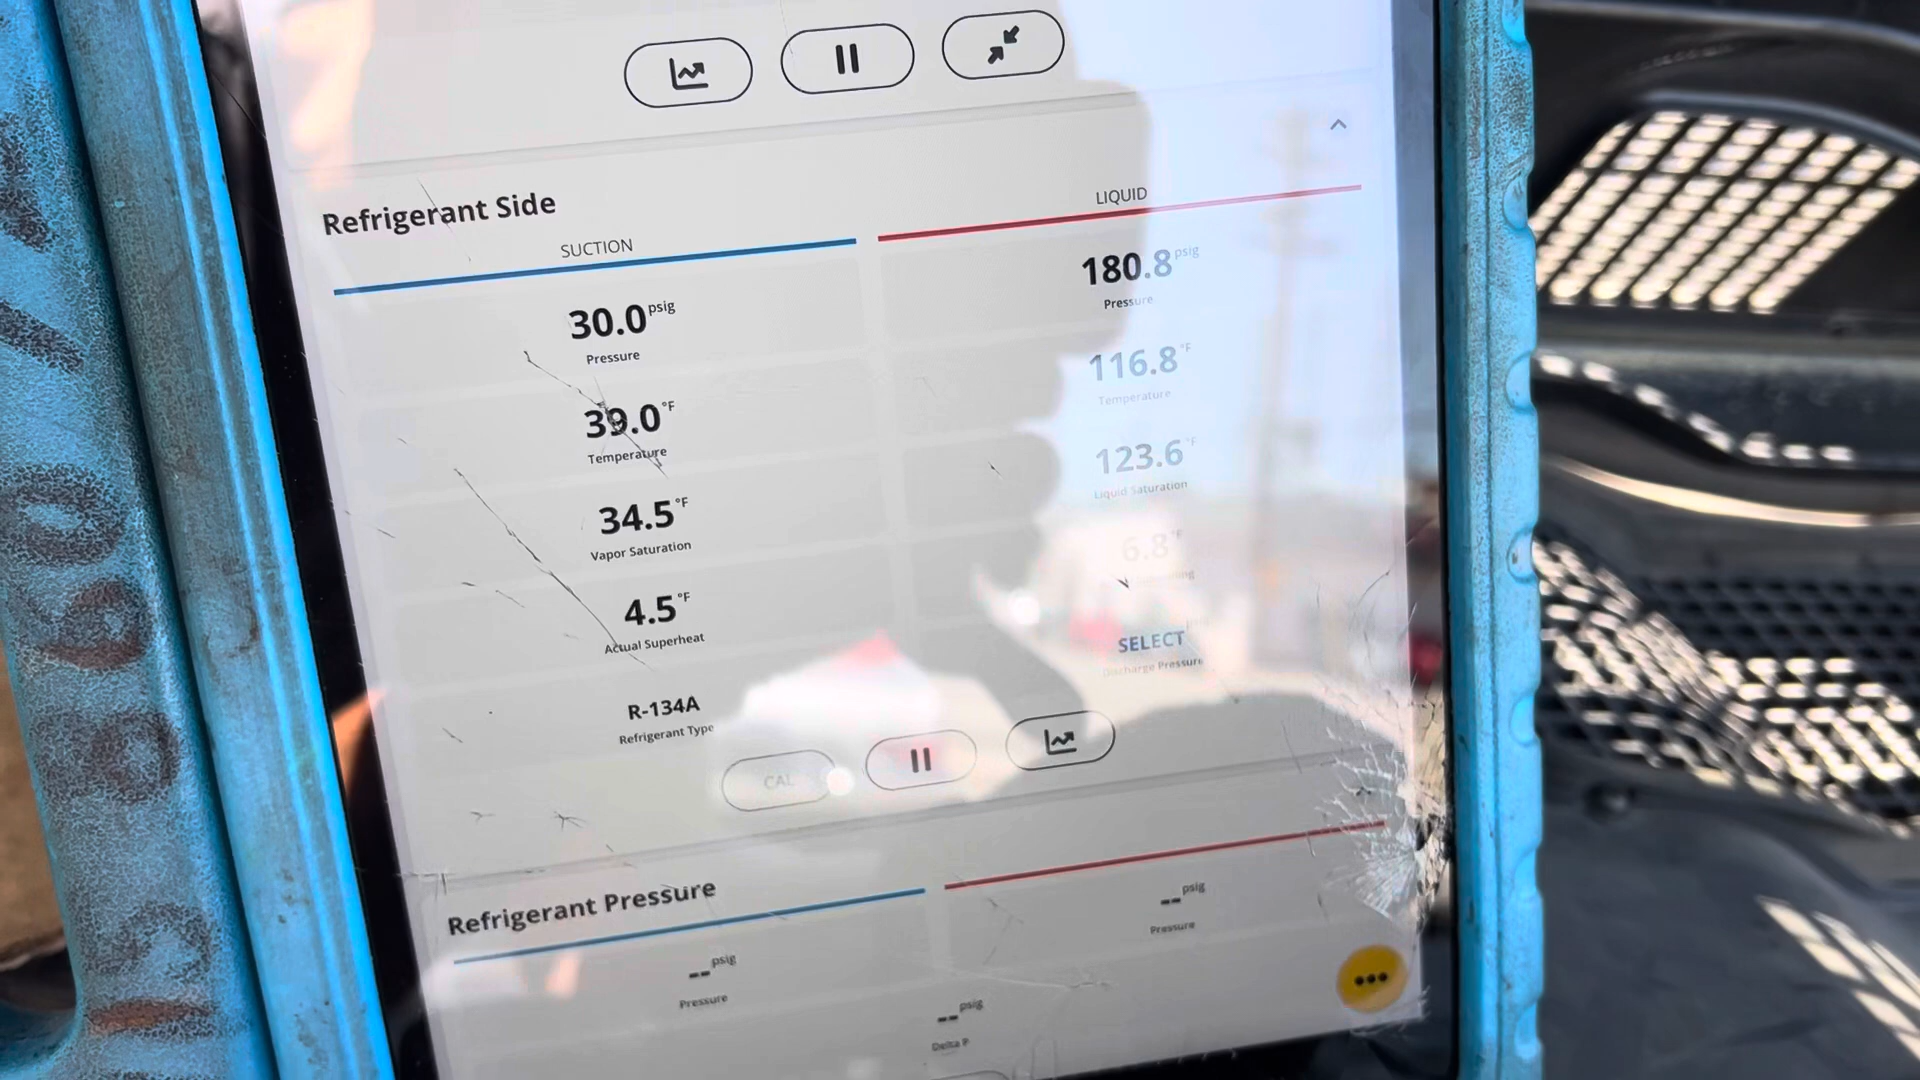 Refrigerant Side
SUCTION
LIQUID
30.0 psig
Pressure
180.8 psig
Pressure
39.0 °F
Temperature
116.8 °F
Temperature
34.5 °F
Vapor Saturation
123.6 °F
Liquid Saturation
4.5 °F
Actual Superheat
6.8 °F
R-134A
Refrigerant Type
SELECT
Discharge Pressure
CAL
Refrigerant Pressure
-- psig
Pressure
-- psig
Pressure
-- psig
Delta P